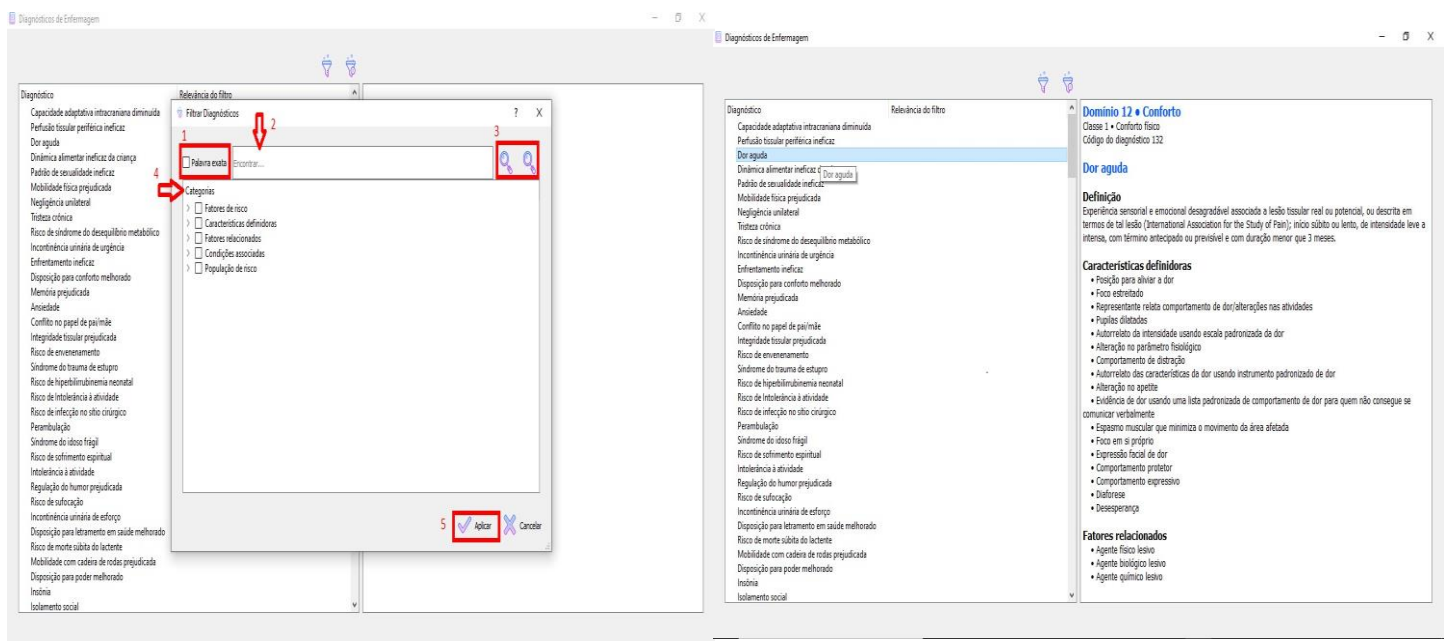 Diagnósticos de Enfermagem
Diagnóstico Relevância do filtro
Capacidade adaptativa intracraniana diminuída
Perfusão tissular periférica ineficaz
Dor aguda
Dinâmica alimentar ineficaz da criança
Padrão de sexualidade ineficaz
Mobilidade física prejudicada
Negligência unilateral
Tristeza crónica
Risco de síndrome do desequilíbrio metabólico
Incontinência urinária de urgência
Enfrentamento ineficaz
Disposição para conforto melhorado
Memória prejudicada
Ansiedade
Conflito no papel de pai/mãe
Integridade tissular prejudicada
Risco de envenenamento
Síndrome do trauma de estupro
Risco de hiperbilirrubinemia neonatal
Risco de Intolerância à atividade
Risco de infecção no sítio cirúrgico
Perambulação
Síndrome do idoso frágil
Risco de sofrimento espiritual
Intolerância à atividade
Regulação do humor prejudicada
Risco de sufocação
Incontinência urinária de esforço
Disposição para letramento em saúde melhorado
Risco de morte súbita do lactente
Mobilidade com cadeira de rodas prejudicada
Disposição para poder melhorado
Insónia
Isolamento social
Filtrar Diagnósticos ? X
1
2
3
Palavra exata Encontrar...
4
Categorias
Fatores de risco
Características definidoras
Fatores relacionados
Condições associadas
População de risco
5 Aplicar Cancelar
Diagnósticos de Enfermagem
Diagnóstico Relevância do filtro
Capacidade adaptativa intracraniana diminuída
Perfusão tissular periférica ineficaz
Dor aguda
Dinâmica alimentar ineficaz
Dor aguda
Padrão de sexualidade ineficaz
Mobilidade física prejudicada
Negligência unilateral
Tristeza crónica
Risco de síndrome do desequilíbrio metabólico
Incontinência urinária de urgência
Enfrentamento ineficaz
Disposição para conforto melhorado
Memória prejudicada
Ansiedade
Conflito no papel de pai/mãe
Integridade tissular prejudicada
Risco de envenenamento
Síndrome do trauma de estupro
Risco de hiperbilirrubinemia neonatal
Risco de Intolerância à atividade
Risco de infecção no sítio cirúrgico
Perambulação
Síndrome do idoso frágil
Risco de sofrimento espiritual
Intolerância à atividade
Regulação do humor prejudicada
Risco de sufocação
Incontinência urinária de esforço
Disposição para letramento em saúde melhorado
Risco de morte súbita do lactente
Mobilidade com cadeira de rodas prejudicada
Disposição para poder melhorado
Insónia
Isolamento social
Domínio 12 • Conforto
Classe 1 • Conforto físico
Código do diagnóstico 132
Dor aguda
Definição
Experiência sensorial e emocional desagradável associada a lesão tissular real ou potencial, ou descrita em
termos de tal lesão (International Association for the Study of Pain); início súbito ou lento, de intensidade leve a
intensa, com término antecipado ou previsível e com duração menor que 3 meses.
Características definidoras
• Posição para aliviar a dor
• Foco estreitado
• Representante relata comportamento de dor/alterações nas atividades
• Pupilas dilatadas
• Autorrelato da intensidade usando escala padronizada da dor
• Alteração no parâmetro fisiológico
• Comportamento de distração
• Autorrelato das características da dor usando instrumento padronizado de dor
• Alteração no apetite
• Evidência de dor usando uma lista padronizada de comportamento de dor para quem não consegue se
comunicar verbalmente
• Espasmo muscular que minimiza o movimento da área afetada
• Foco em si próprio
• Expressão facial de dor
• Comportamento protetor
• Comportamento expressivo
• Diaforese
• Desesperança
Fatores relacionados
• Agente físico lesivo
• Agente biológico lesivo
• Agente químico lesivo